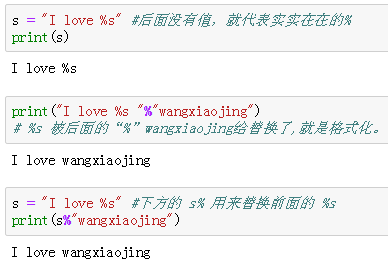 s = "I love %s" #后面没有值，就代表实实在在的%
print(s)
I love %s
print("I love %s "%"wangxiaojing")
# %s 被后面的“%”wangxiaojing给替换了,就是格式化。
I love wangxiaojing
s = "I love %s" #下方的 s% 用来替换前面的 %s
print(s%"wangxiaojing")
I love wangxiaojing